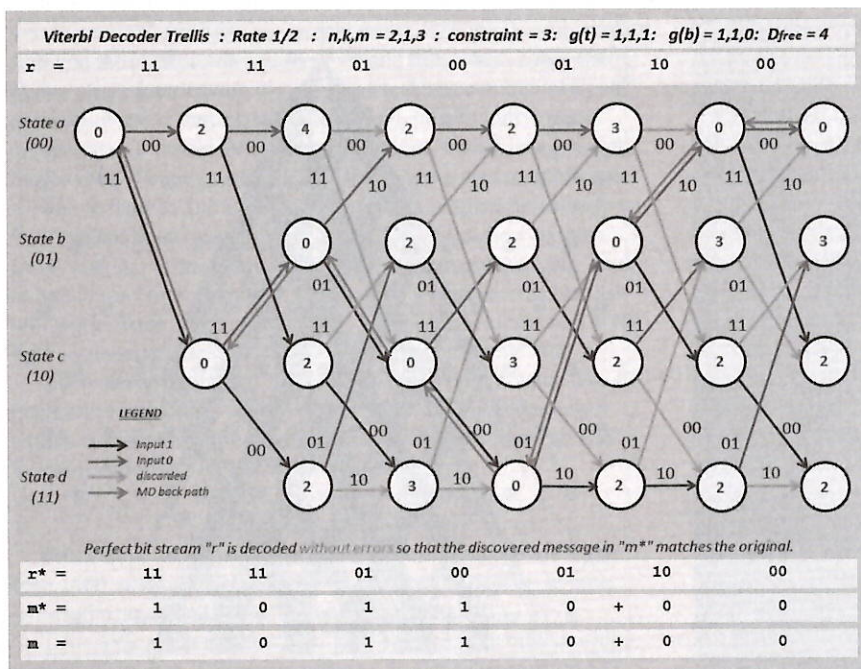 Viterbi Decoder Trellis : Rate 1/2 : n,k,m = 2,1,3 : constraint = 3: g(t) = 1,1,1: g(b) = 1,1,0: Dfree = 4
r = 11 11 01 00 01 10 00
State a (00) 0 2 4 2 2 3 0 0
00 00 00 00 00 00 00
11 11 11 10 11 10 11 10 11 10 11 10
State b (01) 0 2 2 0 3 3
01 01 01 01 01
11 11 11 11 11 11
State c (10) 0 2 0 3 2 2 2
LEGEND
Input 1
Input 0
discarded
MD back path
00 00 00 00 00 00
01 01 01 01 01
10 10 10 10 10
State d (11) 2 3 0 2 2 2
Perfect bit stream "r" is decoded without errors so that the discovered message in "m*" matches the original.
r* = 11 11 01 00 01 10 00
m* = 1 0 1 1 0 + 0 0
m = 1 0 1 1 0 + 0 0